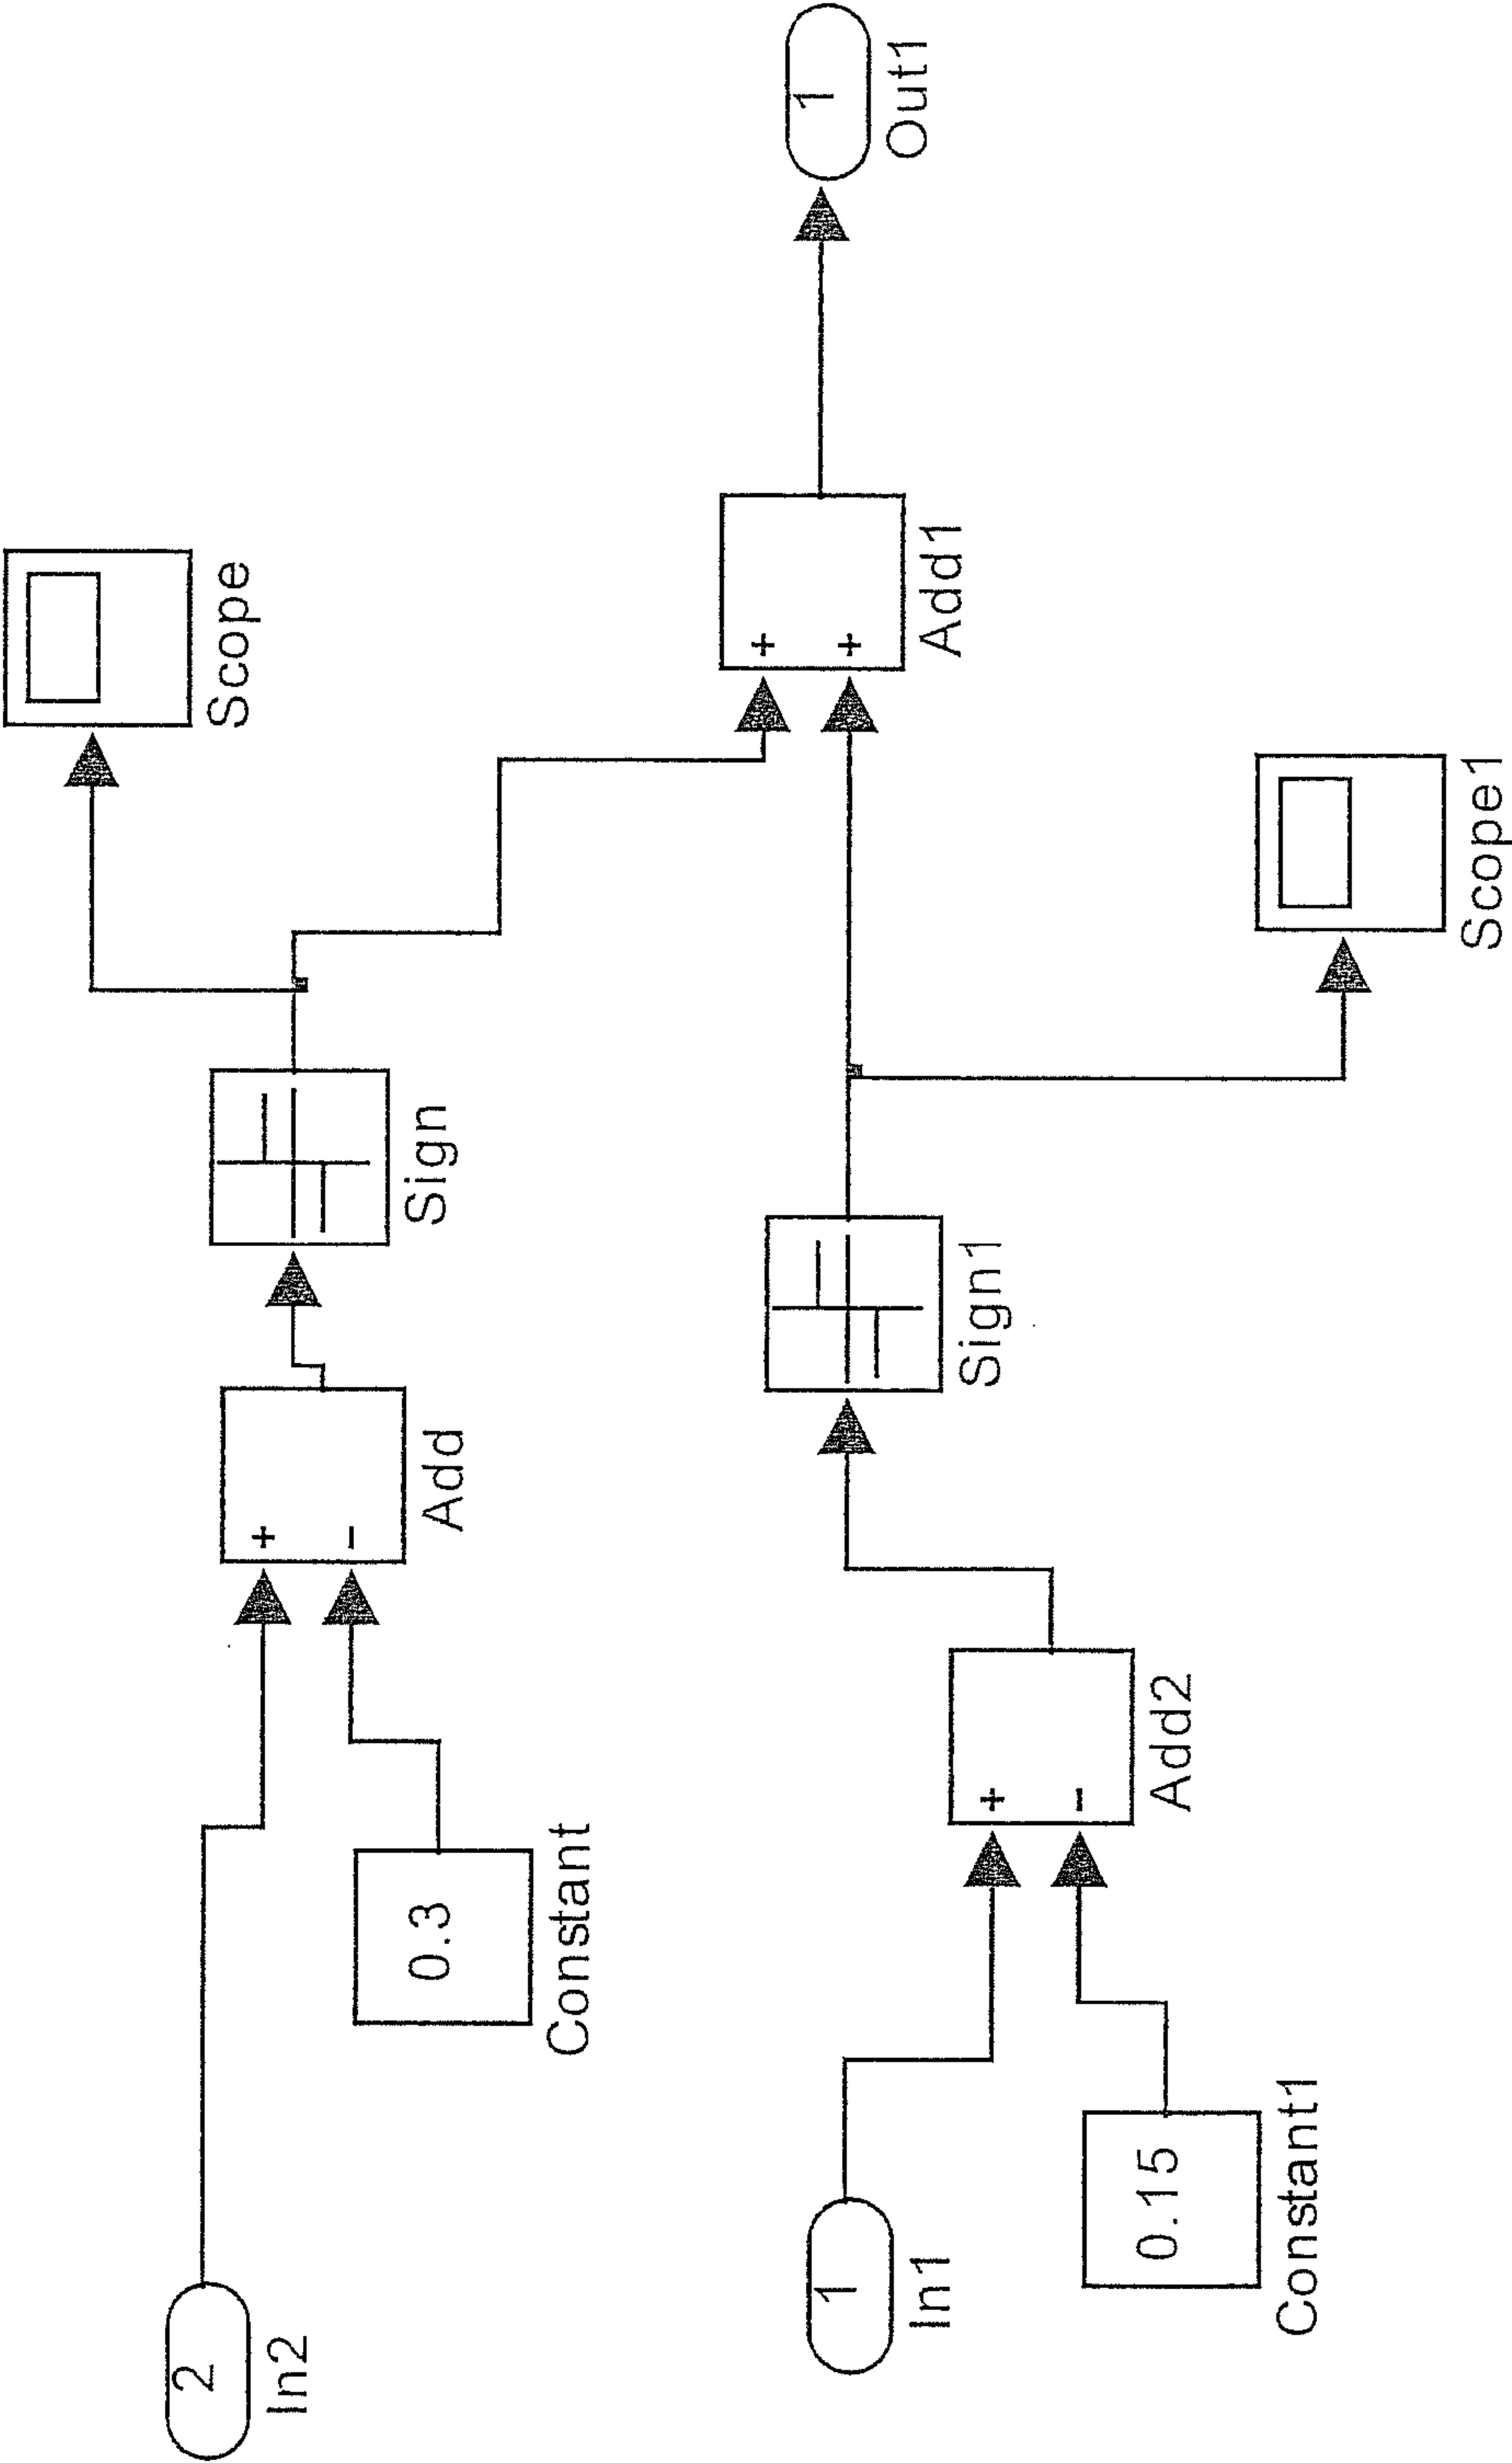 2
In2
0.3
Constant
+
-
Add
Sign
Scope
1
In1
0.15
Constant1
+
-
Add2
Sign1
Scope1
+
+
Add1
1
Out1